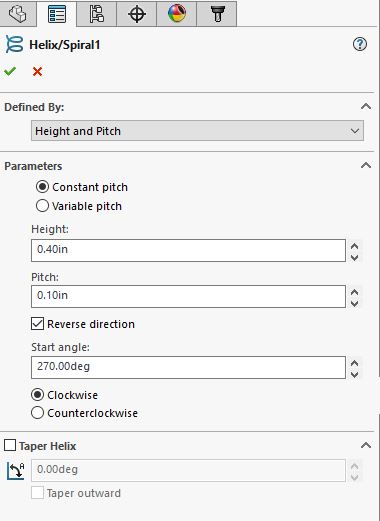 Helix/Spiral1
?
Defined By:
Height and Pitch
Parameters
Constant pitch
Variable pitch
Height:
0.40in
Pitch:
0.10in
Reverse direction
Start angle:
270.00deg
Clockwise
Counterclockwise
Taper Helix
0.00deg
Taper outward